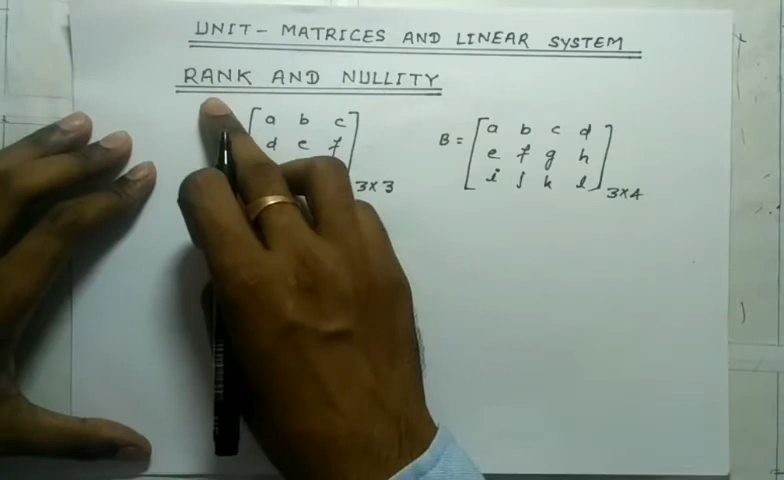 UNIT - MATRICES AND LINEAR SYSTEM
RANK AND NULLITY
a b c
d e f
3×3
B = a b c d
e f g h
i j k l
3×4